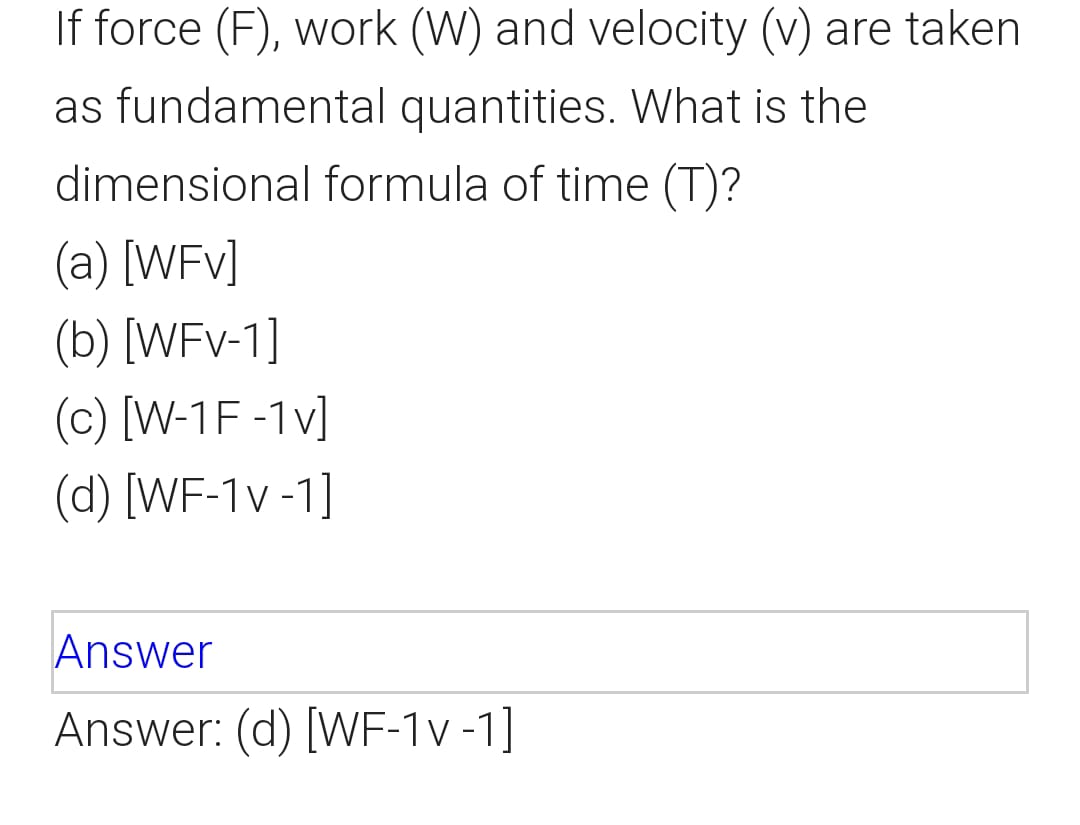 If force (F), work (W) and velocity (v) are taken
as fundamental quantities. What is the
dimensional formula of time (T)?
(a) [WFv]
(b) [WFv-1]
(c) [W-1F -1v]
(d) [WF-1v -1]
Answer
Answer: (d) [WF-1v -1]